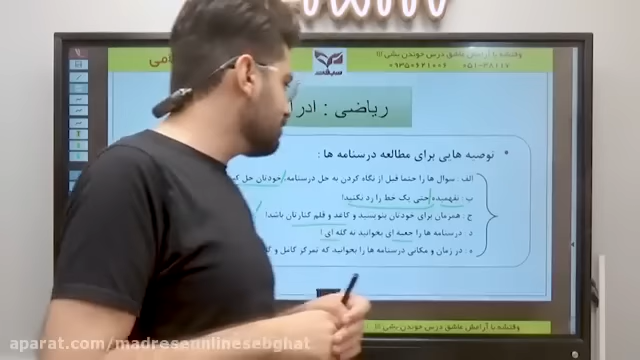 وقتشه با آرامش عاشق درس خوندن بشی !!!
۰۹۳۵۰۶۲۱۰۰۶ ۰۵۱-۳۸۱۱۷
ریاضی :
• توصیه هایی برای مطالعه درسنامه ها :
الف : سوال ها را حتما قبل از نگاه کردن به حل درسنامه، خودتان حل
ب : نفهمیده حتی یک خط را رد نکنید!
ج : همزمان برای خودتان بنویسید و کاغذ و قلم کنارتان باشد!
د : درسنامه ها را جعبه ای بخوانید نه گله ای!
ه : در زمان و مکانی درسنامه ها را بخوانید که تمرکز کامل و
وقتشه با آرامش عاشق درس خوندن بشی !!!
aparat.com/madreseonlinesebghat